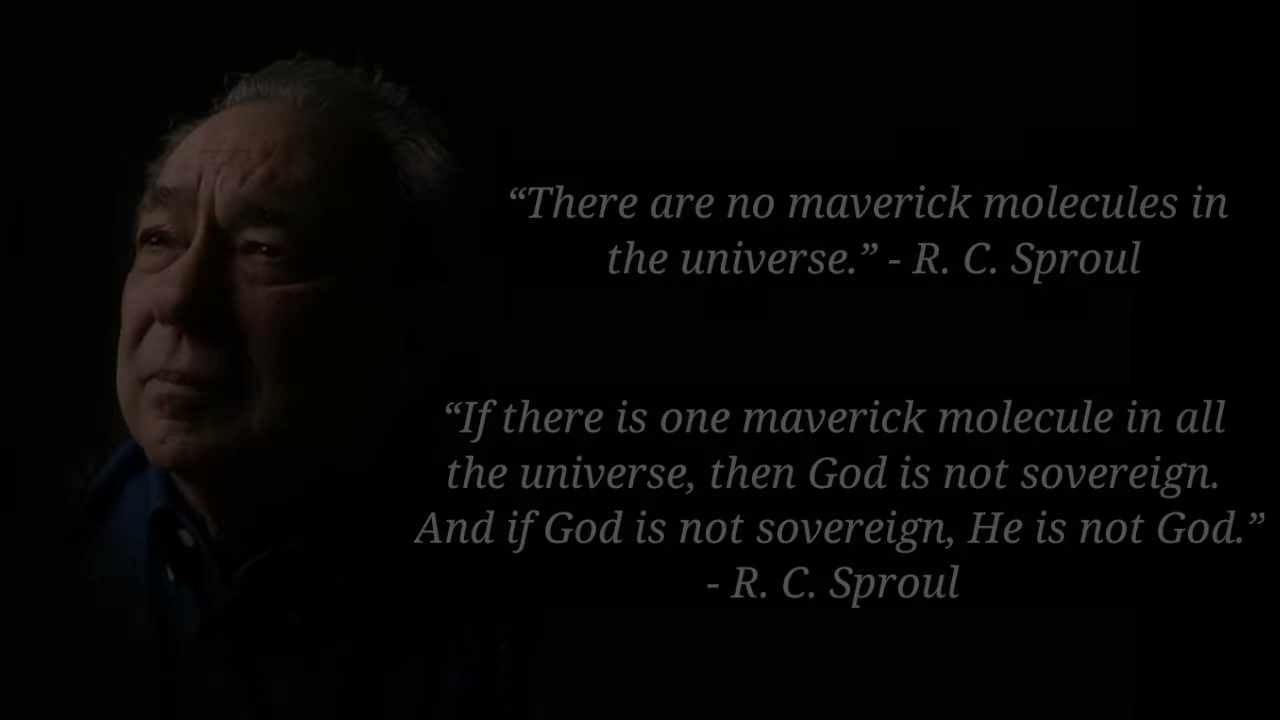 “There are no maverick molecules in
the universe.” - R. C. Sproul
“If there is one maverick molecule in all
the universe, then God is not sovereign.
And if God is not sovereign, He is not God.”
- R. C. Sproul